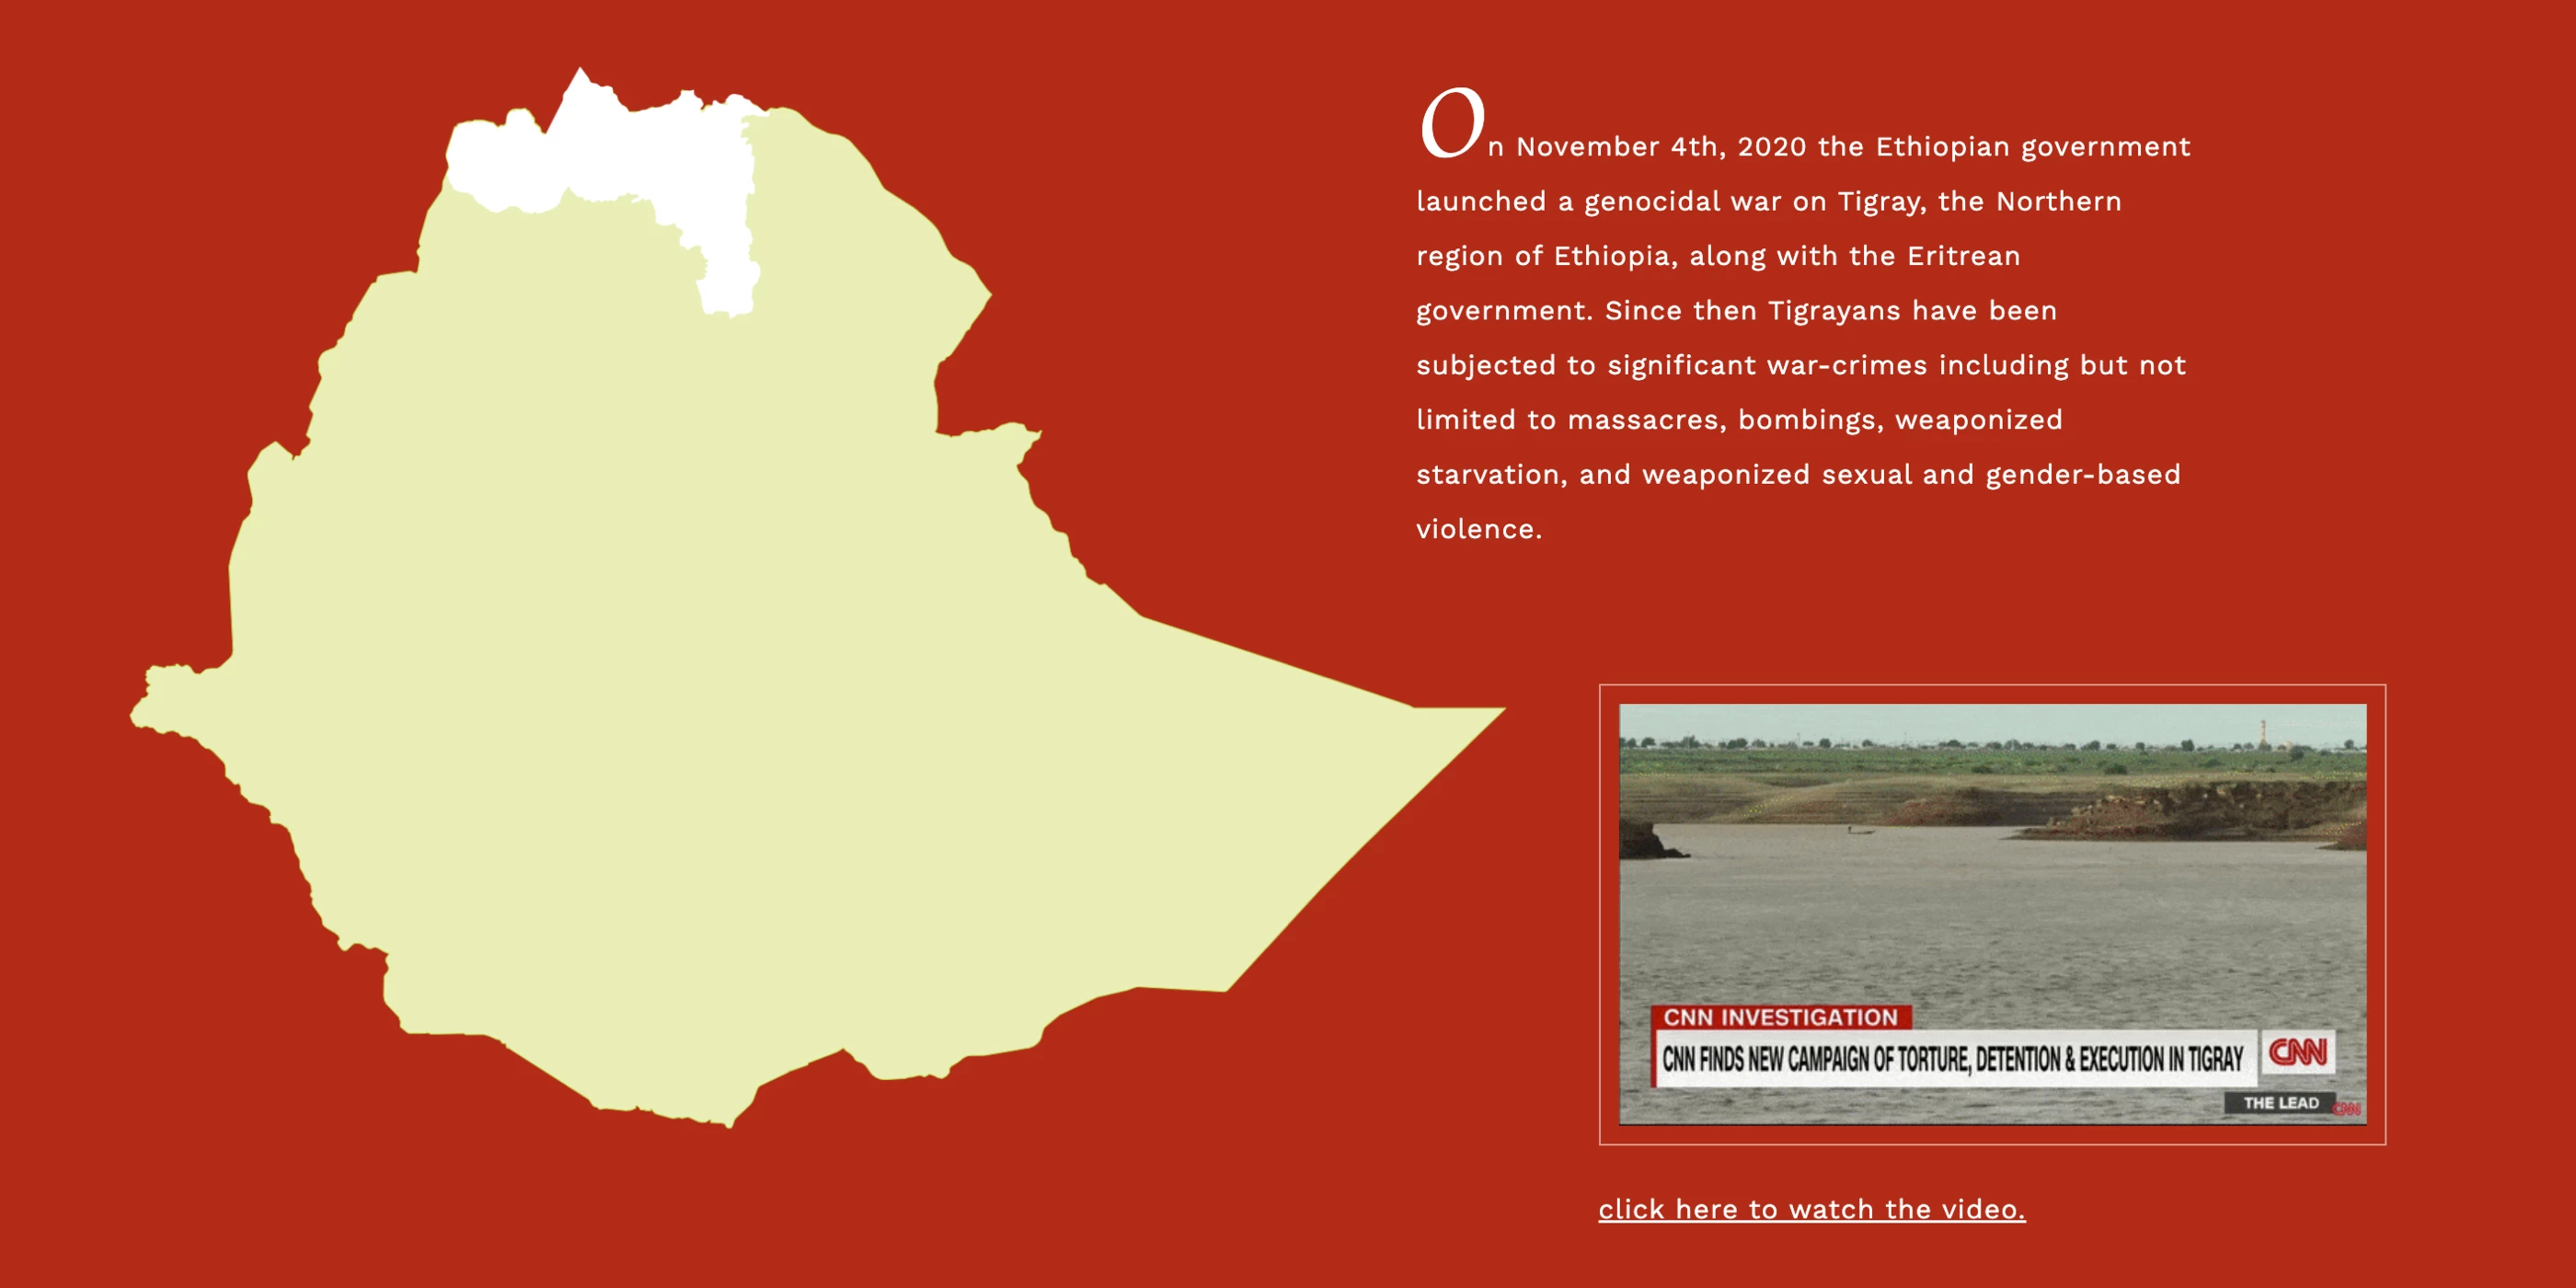 On November 4th, 2020 the Ethiopian government
launched a genocidal war on Tigray, the Northern
region of Ethiopia, along with the Eritrean
government. Since then Tigrayans have been
subjected to significant war-crimes including but not
limited to massacres, bombings, weaponized
starvation, and weaponized sexual and gender-based
violence.
CNN INVESTIGATION
CNN FINDS NEW CAMPAIGN OF TORTURE, DETENTION & EXECUTION IN TIGRAY
CNN
THE LEAD
CNN
click here to watch the video.